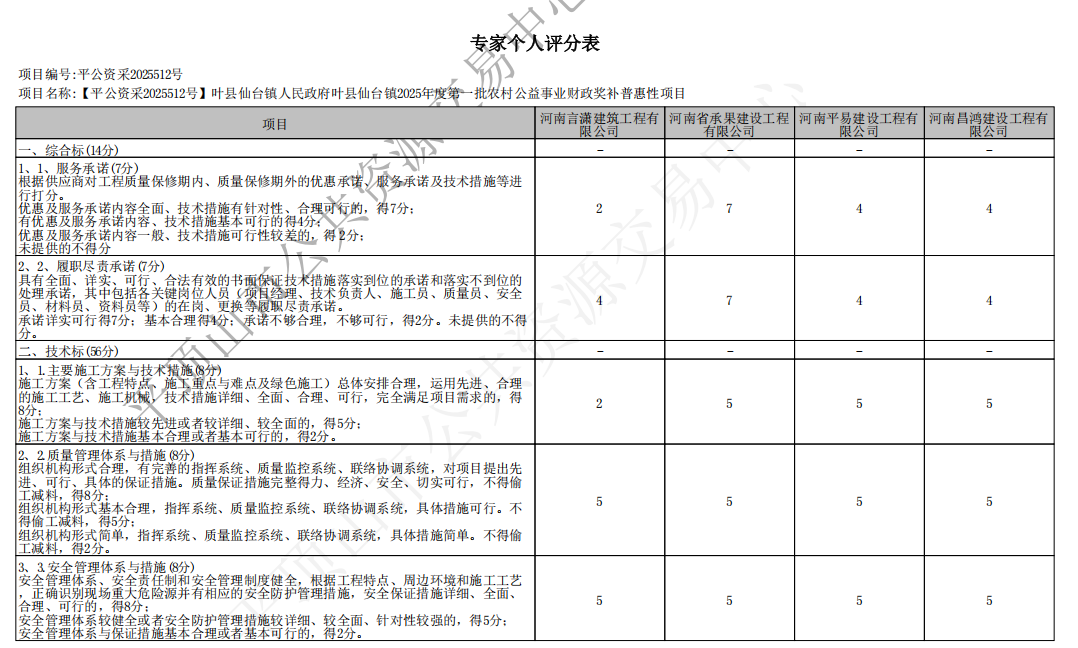 专家个人评分表
项目编号:平公资采2025512号
项目名称:【平公资采2025512号】叶县仙台镇人民政府叶县仙台镇2025年度第一批农村公益事业财政奖补普惠性项目
项目
河南言潇建筑工程有限公司
河南省承果建设工程有限公司
河南平易建设工程有限公司
河南昌鸿建设工程有限公司
一、综合标(14分)
-
-
-
-
1、1、服务承诺(7分)
根据供应商对工程质量保修期内、质量保修期外的优惠承诺、服务承诺及技术措施等进
行打分。
优惠及服务承诺内容全面、技术措施有针对性、合理可行的，得7分；
有优惠及服务承诺内容、技术措施基本可行的得4分；
优惠及服务承诺内容一般、技术措施可行性较差的，得2分；
未提供的不得分
2
7
4
4
2、2、履职尽责承诺(7分)
具有全面、详实、可行、合法有效的书面保证技术措施落实到位的承诺和落实不到位的
处理承诺，其中包括各关键岗位人员（项目经理、技术负责人、施工员、质量员、安全
员、材料员、资料员等）的在岗、更换等履职尽责承诺。
承诺详实可行得7分；基本合理得4分；承诺不够合理，不够可行，得2分。未提供的不得
分。
4
7
4
4
二、技术标(56分)
-
-
-
-
1、1.主要施工方案与技术措施(8分)
施工方案（含工程特点、施工重点与难点及绿色施工）总体安排合理，运用先进、合理
的施工工艺、施工机械、技术措施详细、全面、合理、可行，完全满足项目需求的，得
8分；
施工方案与技术措施较先进或者较详细、较全面的，得5分；
施工方案与技术措施基本合理或者基本可行的，得2分。
2
5
5
5
2、2.质量管理体系与措施(8分)
组织机构形式合理，有完善的指挥系统、质量监控系统、联络协调系统，对项目提出先
进、可行、具体的保证措施。质量保证措施完整得力、经济、安全、切实可行，不得偷
工减料，得8分；
组织机构形式基本合理，指挥系统、质量监控系统、联络协调系统，具体措施可行。不
得偷工减料，得5分；
组织机构形式简单，指挥系统、质量监控系统、联络协调系统，具体措施简单。不得偷
工减料，得2分。
5
5
5
5
3、3.安全管理体系与措施(8分)
安全管理体系、安全责任制和安全管理制度健全，根据工程特点、周边环境和施工工艺
，正确识别现场重大危险源并有相应的安全防护管理措施，安全保证措施详细、全面、
合理、可行的，得8分；
安全管理体系较健全或者安全防护管理措施较详细、较全面、针对性较强的，得5分；
安全管理体系与保证措施基本合理或者基本可行的，得2分。
5
5
5
5
平顶山市公共资源交易中心
平顶山市公共资源交易中心